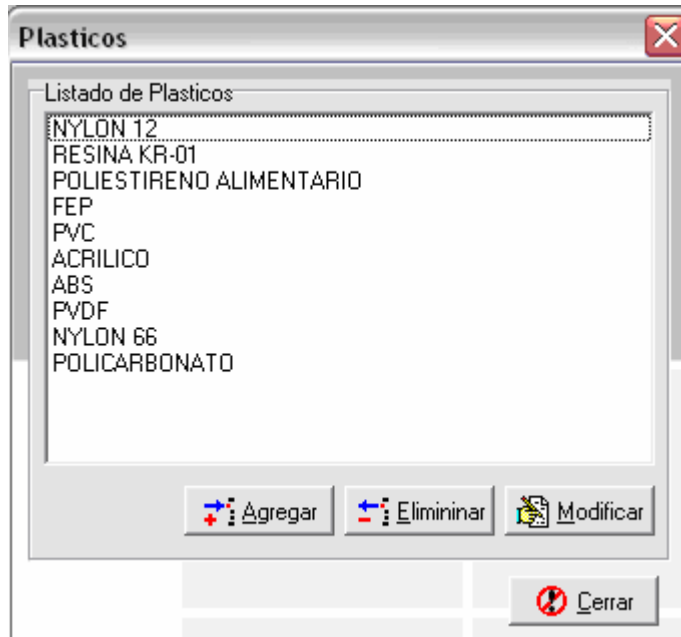 Plasticos
Listado de Plasticos
NYLON 12
RESINA KR-01
POLIESTIRENO ALIMENTARIO
FEP
PVC
ACRILICO
ABS
PVDF
NYLON 66
POLICARBONATO
Agregar Elimininar Modificar
Cerrar